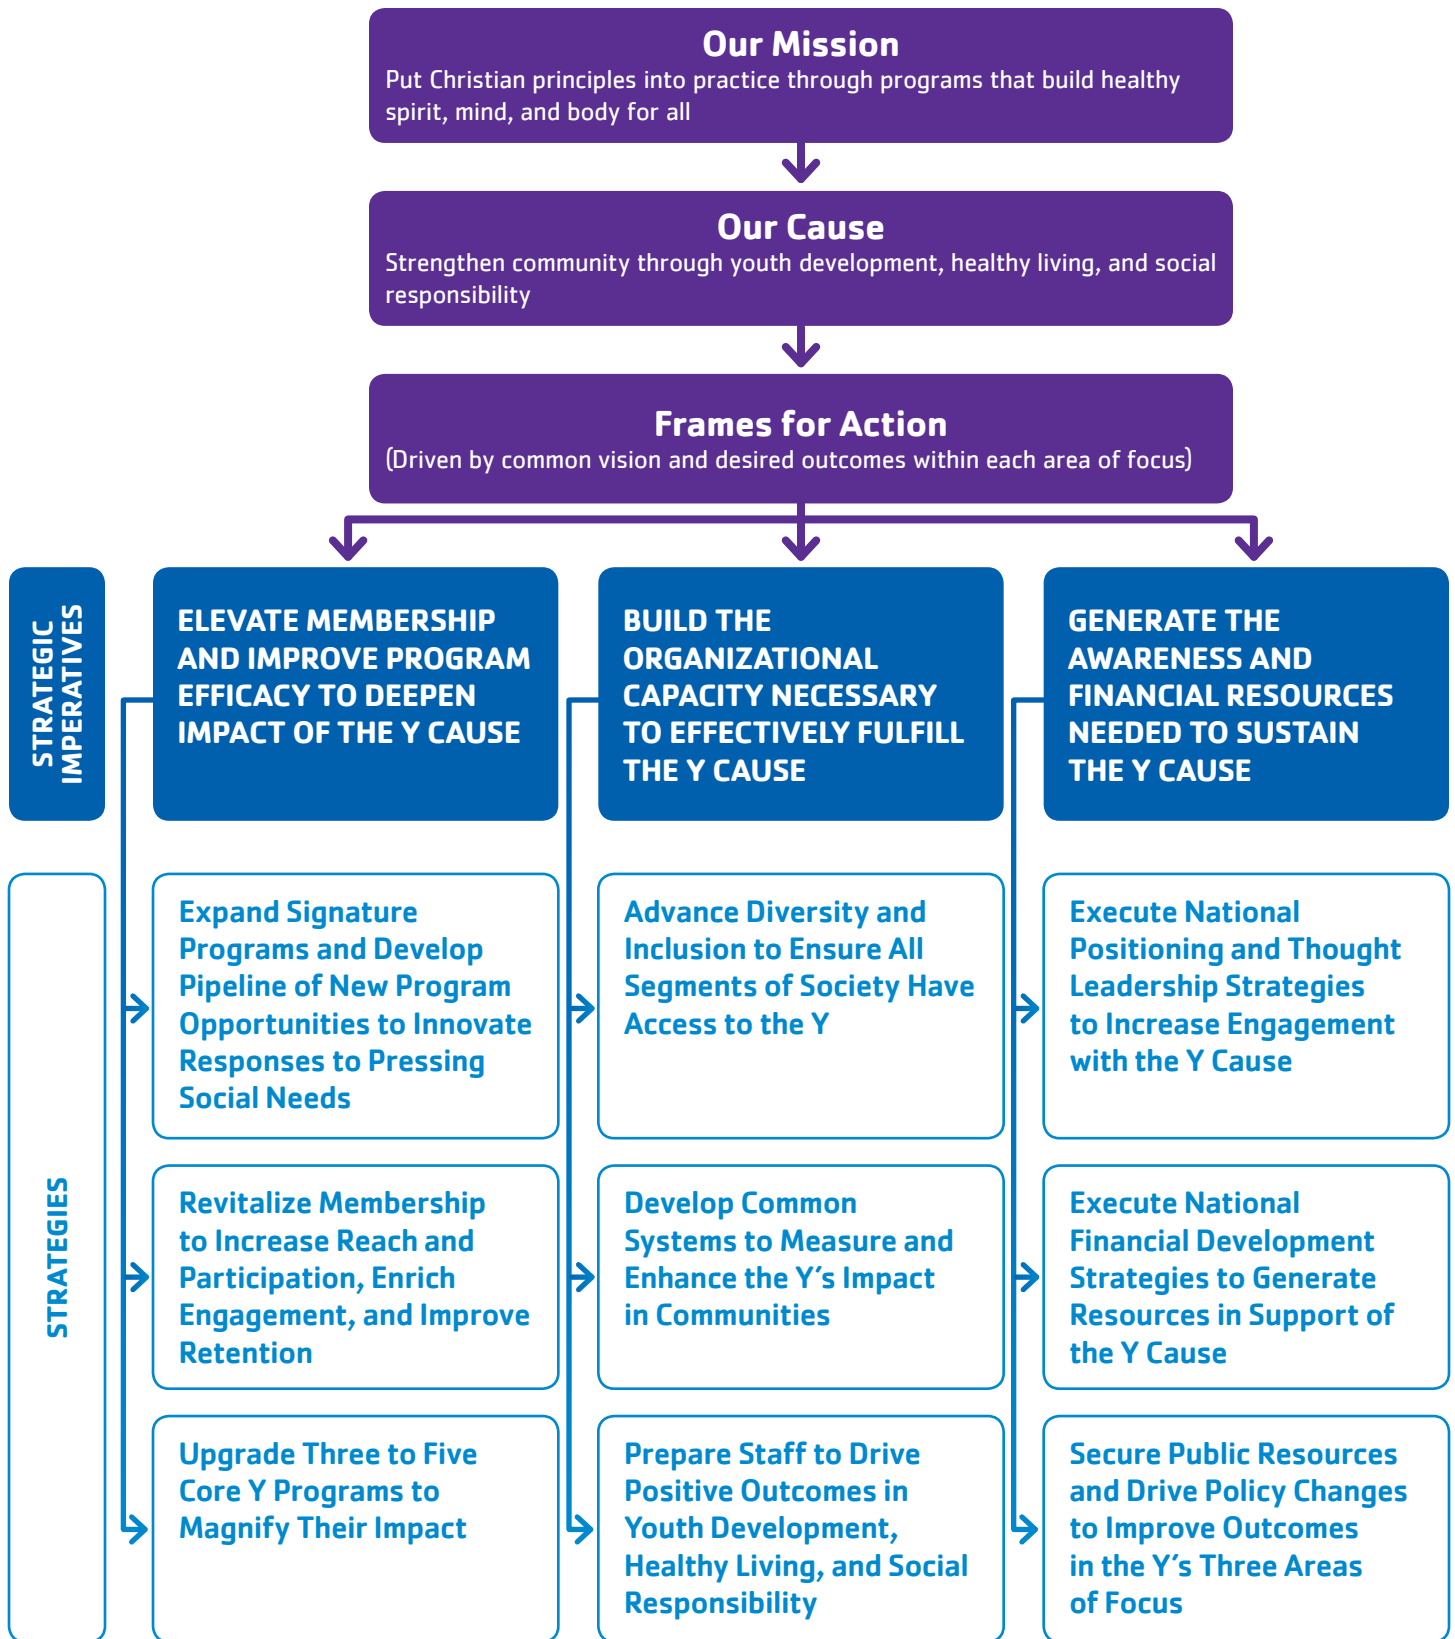 Our Mission
Put Christian principles into practice through programs that build healthy
spirit, mind, and body for all
Our Cause
Strengthen community through youth development, healthy living, and social
responsibility
Frames for Action
(Driven by common vision and desired outcomes within each area of focus)
STRATEGIC
IMPERATIVES
ELEVATE MEMBERSHIP
AND IMPROVE PROGRAM
EFFICACY TO DEEPEN
IMPACT OF THE Y CAUSE
BUILD THE
ORGANIZATIONAL
CAPACITY NECESSARY
TO EFFECTIVELY FULFILL
THE Y CAUSE
GENERATE THE
AWARENESS AND
FINANCIAL RESOURCES
NEEDED TO SUSTAIN
THE Y CAUSE
STRATEGIES
Expand Signature
Programs and Develop
Pipeline of New Program
Opportunities to Innovate
Responses to Pressing
Social Needs
Advance Diversity and
Inclusion to Ensure All
Segments of Society Have
Access to the Y
Execute National
Positioning and Thought
Leadership Strategies
to Increase Engagement
with the Y Cause
Revitalize Membership
to Increase Reach and
Participation, Enrich
Engagement, and Improve
Retention
Develop Common
Systems to Measure and
Enhance the Y's Impact
in Communities
Execute National
Financial Development
Strategies to Generate
Resources in Support of
the Y Cause
Upgrade Three to Five
Core Y Programs to
Magnify Their Impact
Prepare Staff to Drive
Positive Outcomes in
Youth Development,
Healthy Living, and Social
Responsibility
Secure Public Resources
and Drive Policy Changes
to Improve Outcomes
in the Y's Three Areas
of Focus